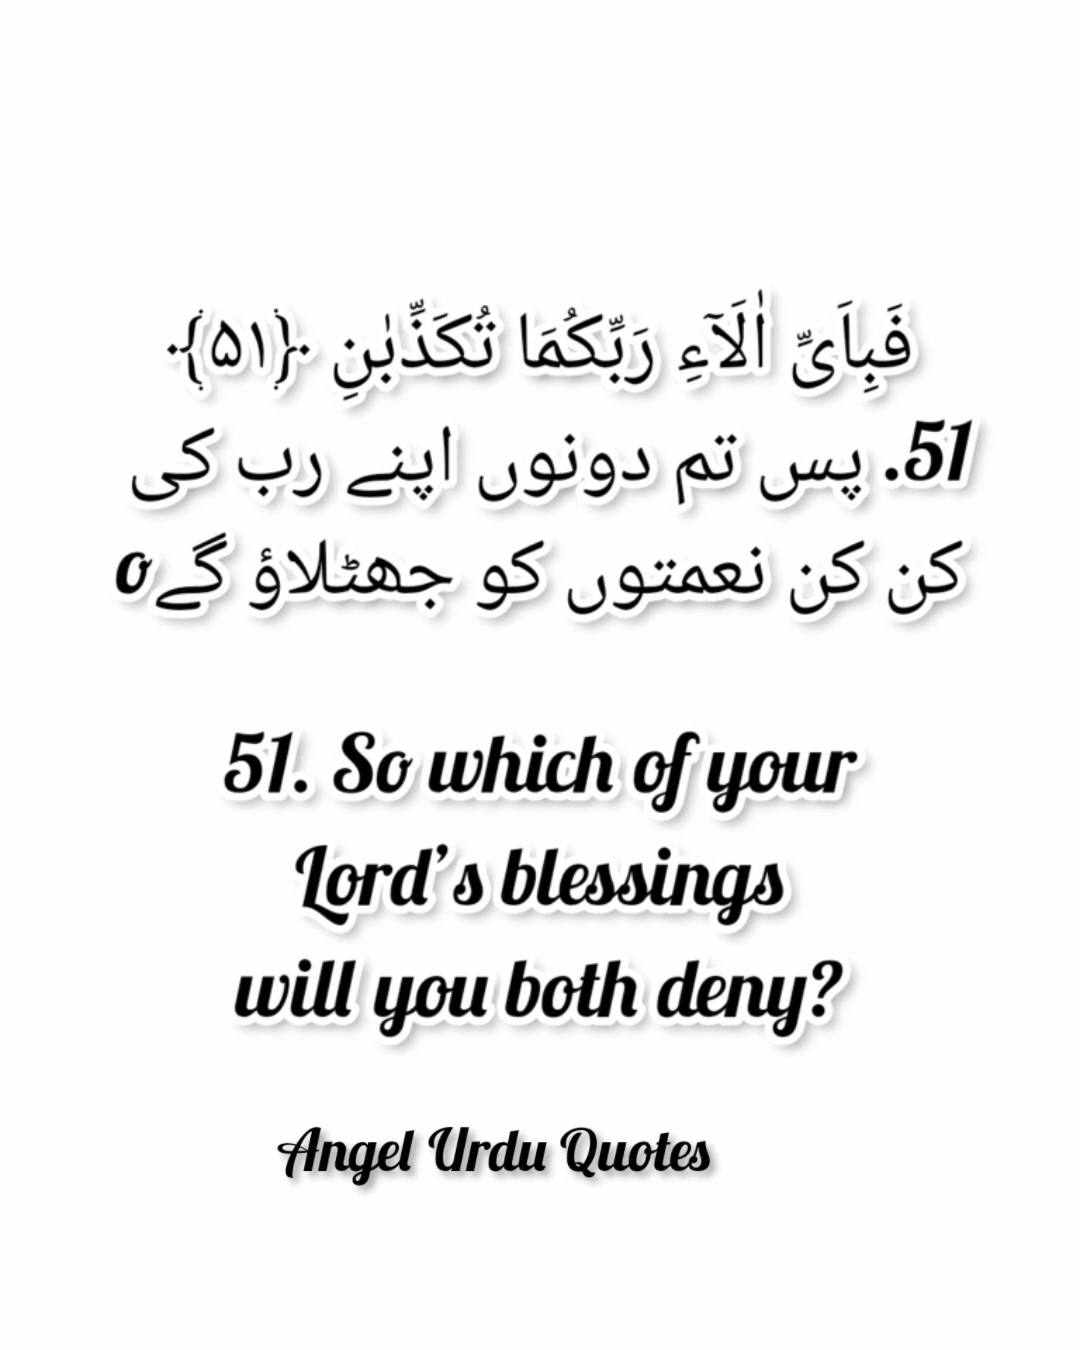 فَبِاَیِّ اٰلَآءِ رَبِّکُمَا تُکَذِّبٰنِ ﴿۵۱﴾
51. پس تم دونوں اپنے رب کی
کن کن نعمتوں کو جھٹلاؤ گےo
51. So which of your
Lord’s blessings
will you both deny?
Angel Urdu Quotes